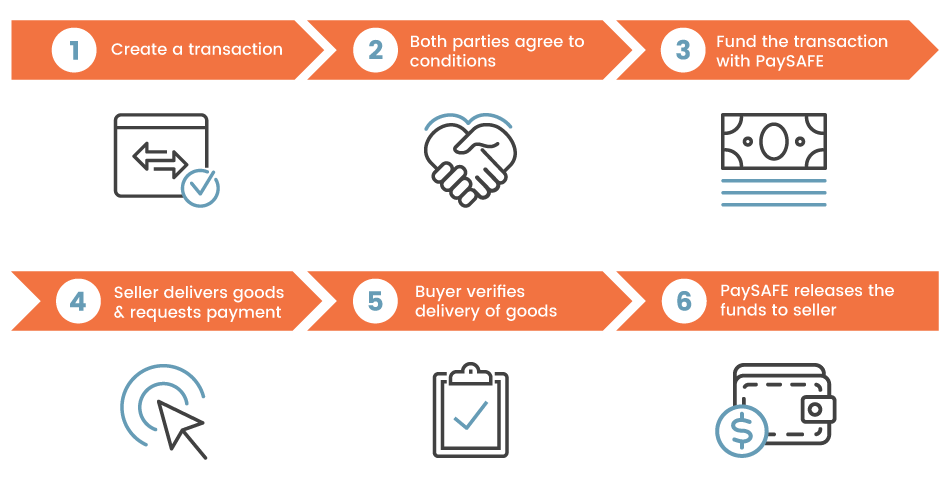 1
Create a transaction
2
Both parties agree to
conditions
3
Fund the transaction
with PaySAFE
4
Seller delivers goods
& requests payment
5
Buyer verifies
delivery of goods
6
PaySAFE releases the
funds to seller
$